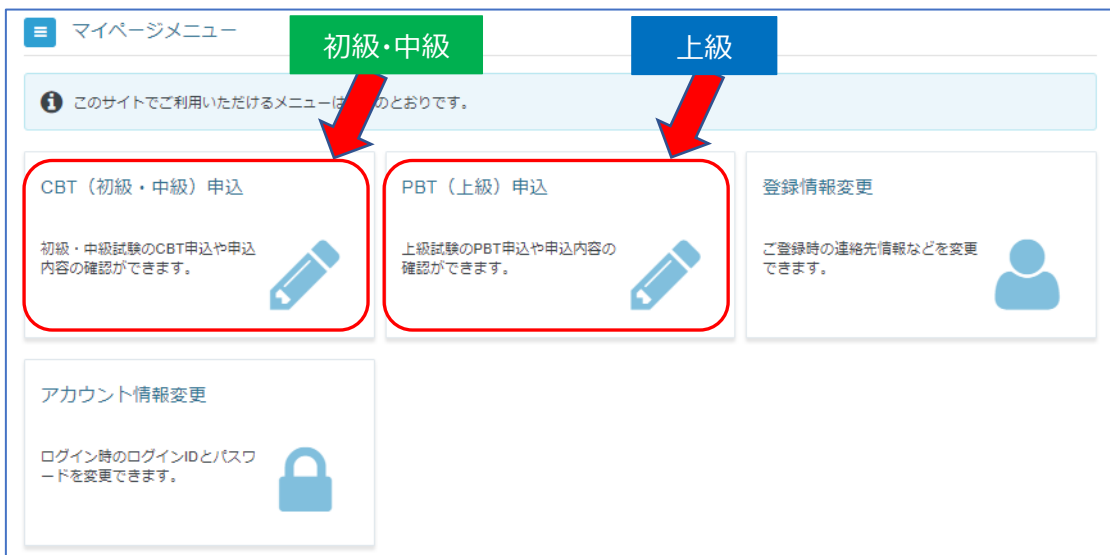 マイページメニュー
初級・中級
上級
このサイトでご利用いただけるメニューは
のとおりです。
CBT（初級・中級）申込
初級・中級試験のCBT申込や申込
内容の確認ができます。
PBT（上級）申込
上級試験のPBT申込や申込内容の
確認ができます。
登録情報変更
ご登録時の連絡先情報などを変更
できます。
アカウント情報変更
ログイン時のログインIDとパスワ
ードを変更できます。